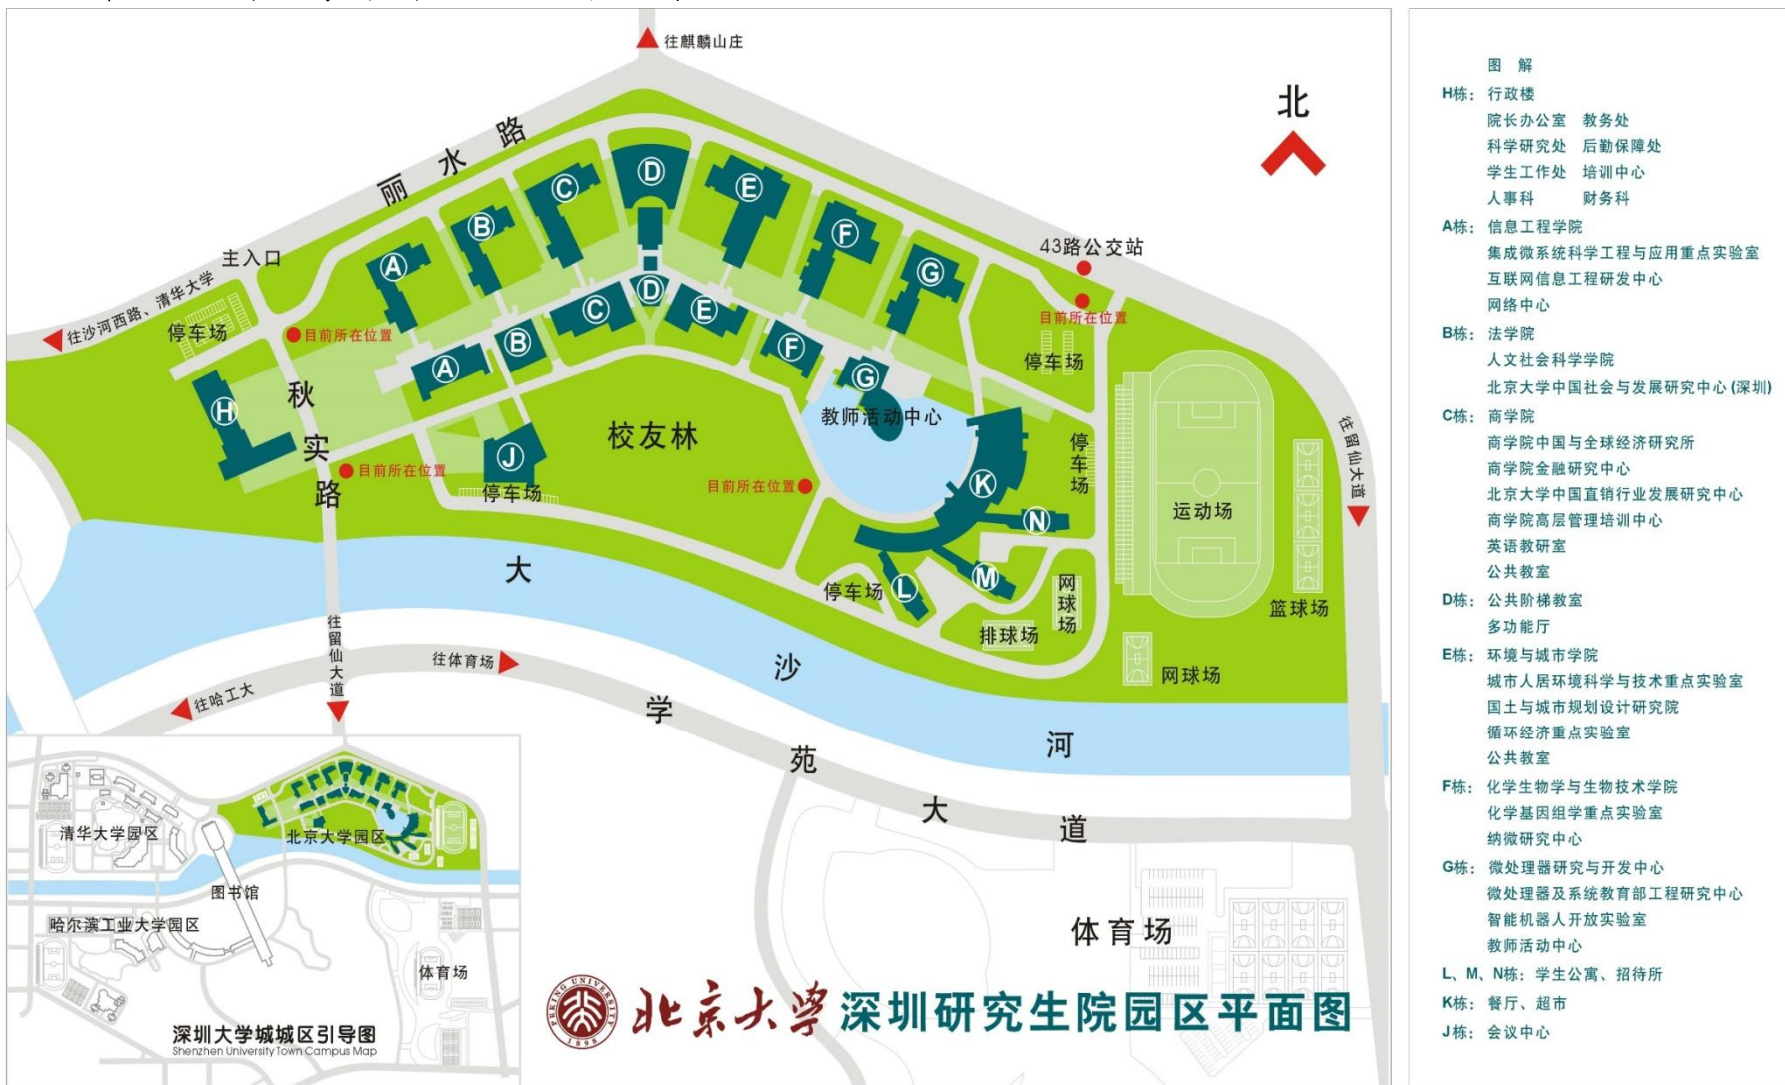 往麒麟山庄
北
丽水路
D
C
E
B
F
A
G
主入口
43路公交站
往沙河西路、清华大学
停车场
目前所在位置
目前所在位置
停车场
D
C
E
B
F
A
G
H
秋实路
教师活动中心
校友林
J
停车场
目前所在位置
目前所在位置
停车场
K
N
M
L
停车场
运动场
往留仙大道
网球场
排球场
篮球场
网球场
大沙河
往留仙大道
往体育场
往哈工大
学苑大道
体育场
清华大学园区
北京大学园区
图书馆
哈尔滨工业大学园区
体育场
深圳大学城城区引导图
Shenzhen University Town Campus Map
PEKING UNIVERSITY
1898
北京大学 深圳研究生院园区平面图
图 解
H栋: 行政楼
院长办公室 教务处
科学研究处 后勤保障处
学生工作处 培训中心
人事科 财务科
A栋: 信息工程学院
集成微系统科学工程与应用重点实验室
互联网信息工程研发中心
网络中心
B栋: 法学院
人文社会科学学院
北京大学中国社会与发展研究中心(深圳)
C栋: 商学院
商学院中国与全球经济研究所
商学院金融研究中心
北京大学中国直销行业发展研究中心
商学院高层管理培训中心
英语教研室
公共教室
D栋: 公共阶梯教室
多功能厅
E栋: 环境与城市学院
城市人居环境科学与技术重点实验室
国土与城市规划设计研究院
循环经济重点实验室
公共教室
F栋: 化学生物学与生物技术学院
化学基因组学重点实验室
纳微研究中心
G栋: 微处理器研究与开发中心
微处理器及系统教育部工程研究中心
智能机器人开放实验室
教师活动中心
L、M、N栋: 学生公寓、招待所
K栋: 餐厅、超市
J栋: 会议中心